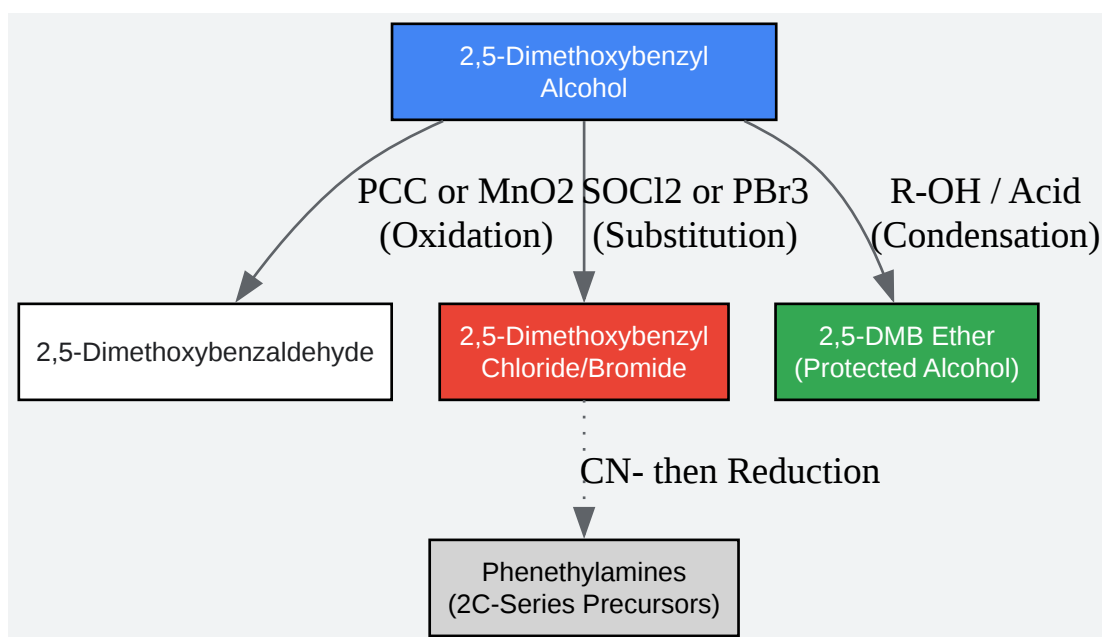 2,5-Dimethoxybenzyl
Alcohol
PCC or MnO2
(Oxidation)
SOCl2 or PBr3
(Substitution)
R-OH / Acid
(Condensation)
2,5-Dimethoxybenzaldehyde
2,5-Dimethoxybenzyl
Chloride/Bromide
2,5-DMB Ether
(Protected Alcohol)
CN- then Reduction
Phenethylamines
(2C-Series Precursors)